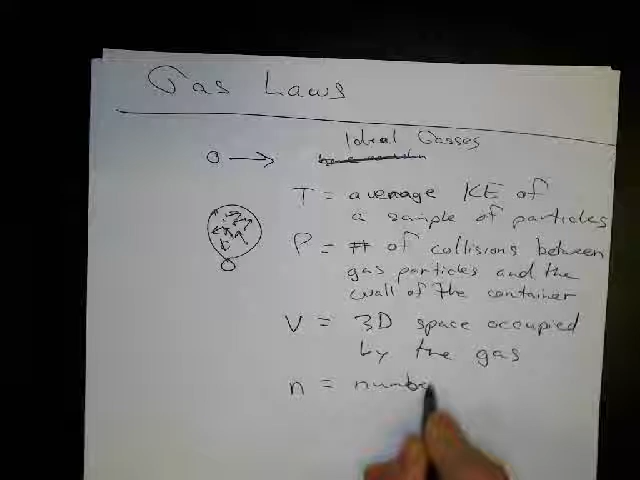 Gas Laws
Ideal Gasses
T = average KE of
a sample of particles
P = # of collisions between
gas particles and the
wall of the container
V = 3D space occupied
by the gas
n = numbe